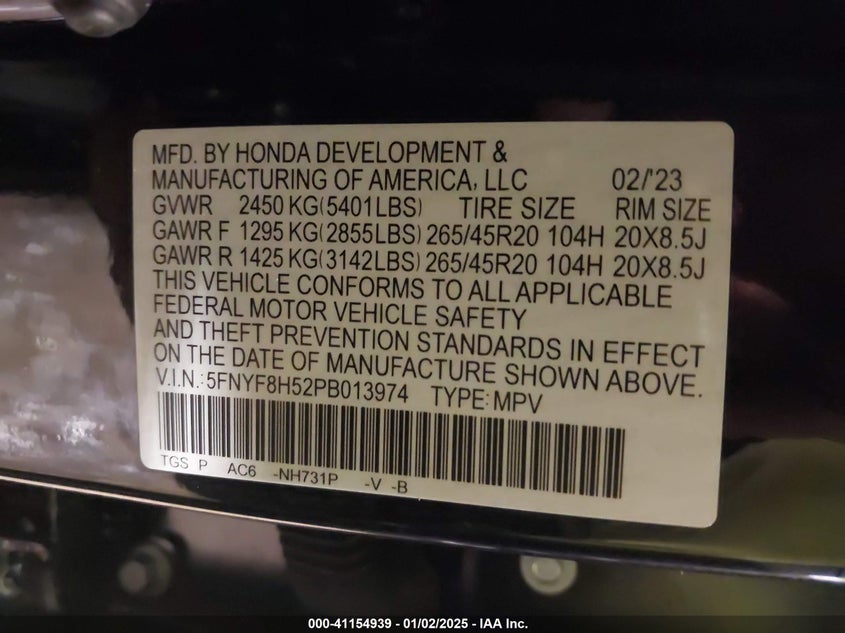 MFD. BY HONDA DEVELOPMENT &
MANUFACTURING OF AMERICA, LLC 02/'23
GVWR 2450 KG(5401LBS) TIRE SIZE RIM SIZE
GAWR F 1295 KG(2855LBS) 265/45R20 104H 20X8.5J
GAWR R 1425 KG(3142LBS) 265/45R20 104H 20X8.5J
THIS VEHICLE CONFORMS TO ALL APPLICABLE
FEDERAL MOTOR VEHICLE SAFETY
AND THEFT PREVENTION STANDARDS IN EFFECT
ON THE DATE OF MANUFACTURE SHOWN ABOVE.
V.I.N.: 5FNYF8H52PB013974 TYPE: MPV
TGS P AC6 -NH731P -V -B
000-41154939 - 01/02/2025 - IAA Inc.